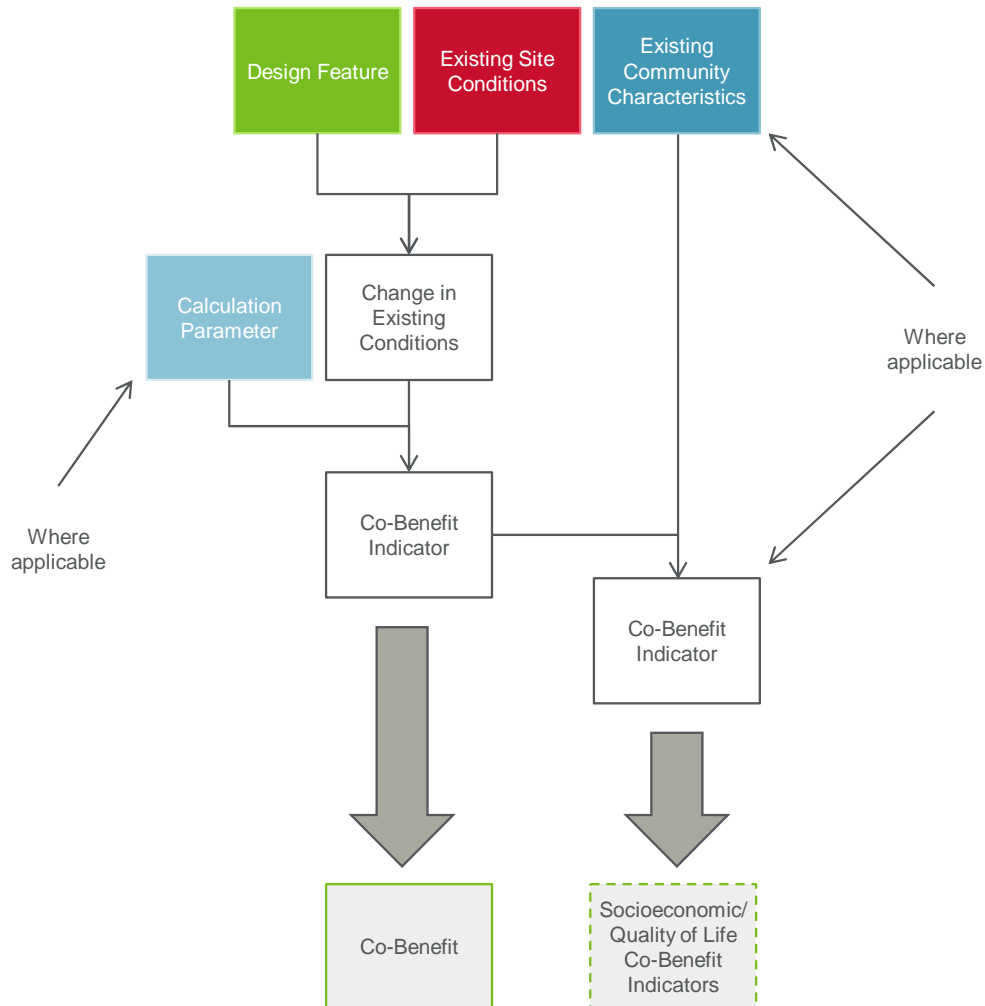 Design Feature
Existing Site
Conditions
Existing
Community
Characteristics
Calculation
Parameter
Change in
Existing
Conditions
Where
applicable
Where
applicable
Co-Benefit
Indicator
Co-Benefit
Indicator
Co-Benefit
Socioeconomic/
Quality of Life
Co-Benefit
Indicators